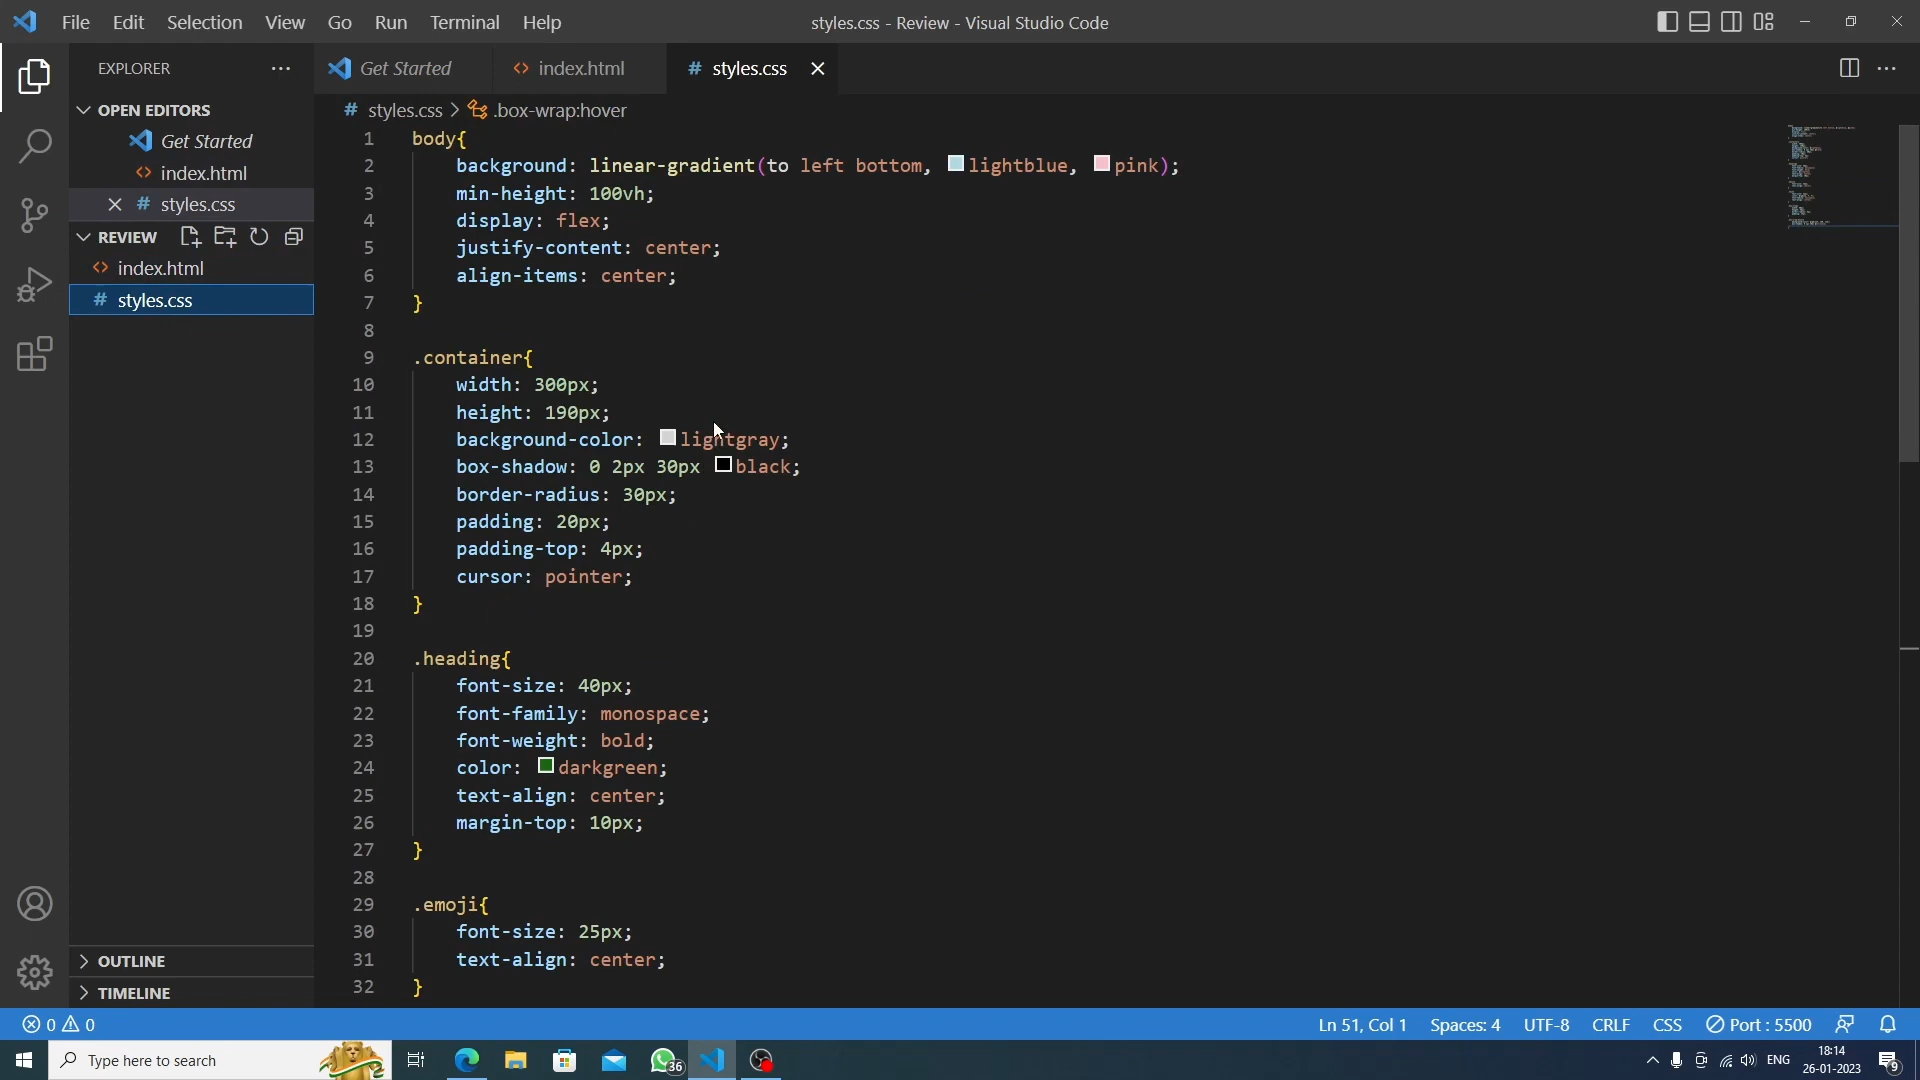 File Edit Selection View Go Run Terminal Help
styles.css - Review - Visual Studio Code
EXPLORER
Get Started
index.html
# styles.css
OPEN EDITORS
Get Started
index.html
# styles.css
REVIEW
index.html
# styles.css
OUTLINE
TIMELINE
# styles.css > .box-wrap:hover
1 body{
2 background: linear-gradient(to left bottom, lightblue, pink);
3 min-height: 100vh;
4 display: flex;
5 justify-content: center;
6 align-items: center;
7 }
8
9 .container{
10 width: 300px;
11 height: 190px;
12 background-color: lightgray;
13 box-shadow: 0 2px 30px black;
14 border-radius: 30px;
15 padding: 20px;
16 padding-top: 4px;
17 cursor: pointer;
18 }
19
20 .heading{
21 font-size: 40px;
22 font-family: monospace;
23 font-weight: bold;
24 color: darkgreen;
25 text-align: center;
26 margin-top: 10px;
27 }
28
29 .emoji{
30 font-size: 25px;
31 text-align: center;
32 }
0 0
Ln 51, Col 1 Spaces: 4 UTF-8 CRLF CSS Port : 5500
Type here to search
36
ENG
18:14
26-01-2023
9